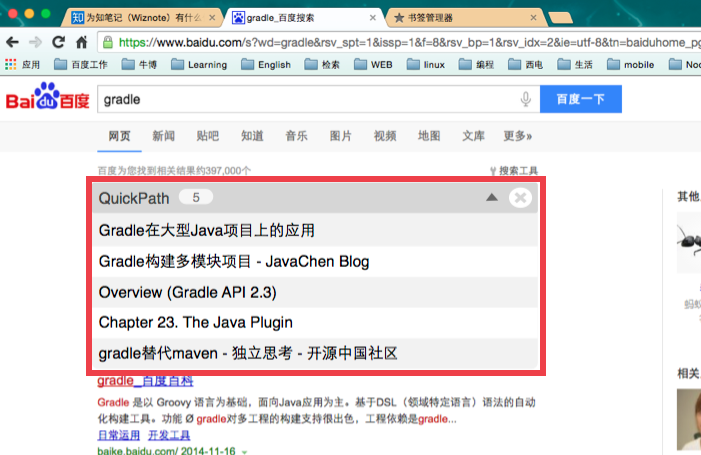 为知笔记（Wiznote）有什么
gradle_百度搜索
书签管理器
https://www.baidu.com/s?wd=gradle&rsv_spt=1&issp=1&f=8&rsv_bp=1&rsv_idx=2&ie=utf-8&tn=baiduhome_pg
应用 百度工作 牛博 Learning English 检索 WEB linux 编程 西电 生活 mobile Nod
Bai du 百度 gradle 百度一下
网页 新闻 贴吧 知道 音乐 图片 视频 地图 文库 更多»
百度为您找到相关结果约397,000个 搜索工具
QuickPath 5
Gradle在大型Java项目上的应用
Gradle构建多模块项目 - JavaChen Blog
Overview (Gradle API 2.3)
Chapter 23. The Java Plugin
gradle替代maven - 独立思考 - 开源中国社区
gradle_百度百科
Gradle 是以 Groovy 语言为基础，面向Java应用为主。基于DSL（领域特定语言）语法的自动
化构建工具。功能 Ø gradle对多工程的构建支持很出色，工程依赖是gradle...
日常运用 开发工具
baike.baidu.com/ 2014-11-16
其他
蚂蚁
相关